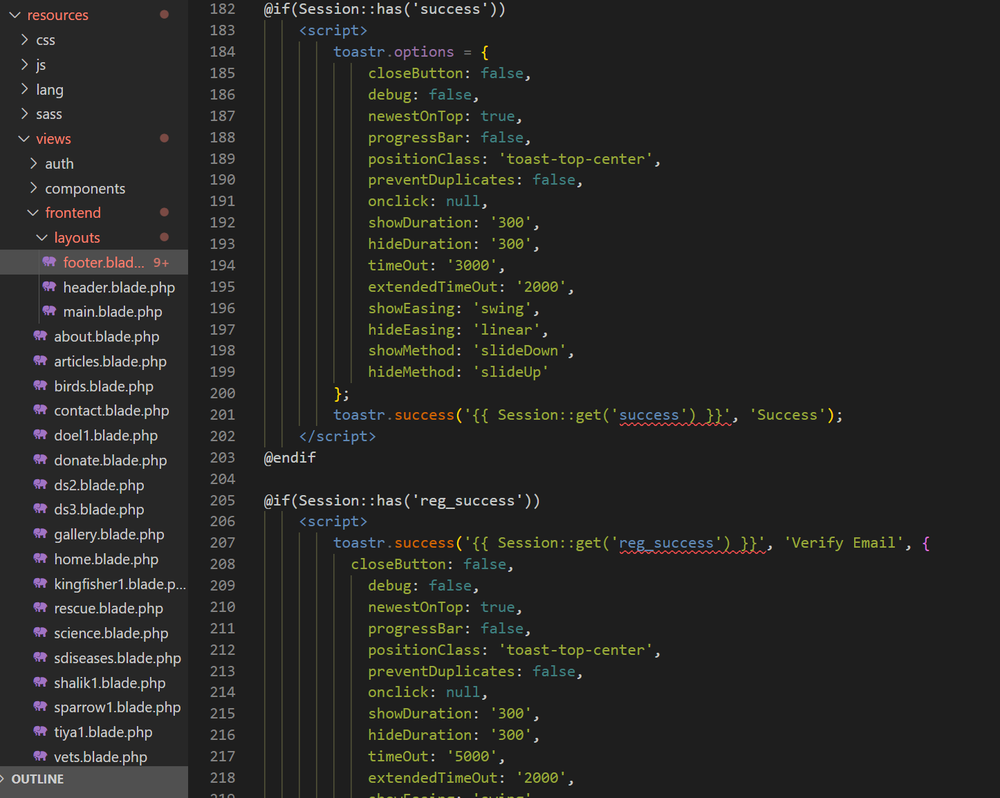 resources
css
js
lang
sass
views
auth
components
frontend
layouts
footer.blad... 9+
header.blade.php
main.blade.php
about.blade.php
articles.blade.php
birds.blade.php
contact.blade.php
doel1.blade.php
donate.blade.php
ds2.blade.php
ds3.blade.php
gallery.blade.php
home.blade.php
kingfisher1.blade.p...
rescue.blade.php
science.blade.php
sdiseases.blade.php
shalik1.blade.php
sparrow1.blade.php
tiya1.blade.php
vets.blade.php
OUTLINE
182 @if(Session::has('success'))
183 <script>
184 toastr.options = {
185 closeButton: false,
186 debug: false,
187 newestOnTop: true,
188 progressBar: false,
189 positionClass: 'toast-top-center',
190 preventDuplicates: false,
191 onclick: null,
192 showDuration: '300',
193 hideDuration: '300',
194 timeOut: '3000',
195 extendedTimeOut: '2000',
196 showEasing: 'swing',
197 hideEasing: 'linear',
198 showMethod: 'slideDown',
199 hideMethod: 'slideUp'
200 };
201 toastr.success('{{ Session::get('success') }}', 'Success');
202 </script>
203 @endif
204
205 @if(Session::has('reg_success'))
206 <script>
207 toastr.success('{{ Session::get('reg_success') }}', 'Verify Email', {
208 closeButton: false,
209 debug: false,
210 newestOnTop: true,
211 progressBar: false,
212 positionClass: 'toast-top-center',
213 preventDuplicates: false,
214 onclick: null,
215 showDuration: '300',
216 hideDuration: '300',
217 timeOut: '5000',
218 extendedTimeOut: '2000',
219 showEasing: 'swing',